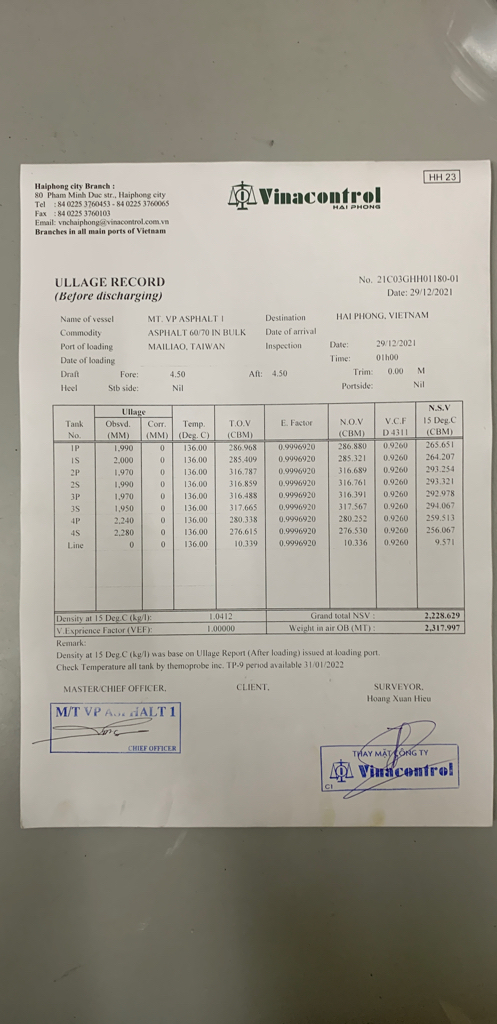 HH 23
Haiphong city Branch :
80 Pham Minh Duc str., Haiphong city
Tel : 84 0225 3760453 - 84 0225 3760065
Fax : 84 0225 3760103
Email: vnchaiphong@vinacontrol.com.vn
Branches in all main ports of Vietnam
Vinacontrol
HAI PHONG
ULLAGE RECORD
(Before discharging)
No. 21C03GHH01180-01
Date: 29/12/2021
Name of vessel MT. VP ASPHALT 1 Destination HAI PHONG, VIETNAM
Commodity ASPHALT 60/70 IN BULK Date of arrival
Port of loading MAILIAO, TAIWAN Inspection Date: 29/12/2021
Date of loading Time: 01h00
Draft Fore: 4.50 Aft: 4.50 Trim: 0.00 M
Heel Stb side: Nil Portside: Nil
Tank No. Ullage Obsvd. (MM) Corr. (MM) Temp. (Deg. C) T.O.V (CBM) E. Factor N.O.V (CBM) V.C.F D 4311 N.S.V 15 Deg.C (CBM)
1P 1,990 0 136.00 286.968 0.9996920 286.880 0.9260 265.651
1S 2,000 0 136.00 285.409 0.9996920 285.321 0.9260 264.207
2P 1,970 0 136.00 316.787 0.9996920 316.689 0.9260 293.254
2S 1,990 0 136.00 316.859 0.9996920 316.761 0.9260 293.321
3P 1,970 0 136.00 316.488 0.9996920 316.391 0.9260 292.978
3S 1,950 0 136.00 317.665 0.9996920 317.567 0.9260 294.067
4P 2,240 0 136.00 280.338 0.9996920 280.252 0.9260 259.513
4S 2,280 0 136.00 276.615 0.9996920 276.530 0.9260 256.067
Line 0 0 136.00 10.339 0.9996920 10.336 0.9260 9.571
Density at 15 Deg.C (kg/l): 1.0412 Grand total NSV : 2,228.629
V.Exprience Factor (VEF): 1.00000 Weight in air OB (MT) : 2,317.997
Remark:
Density at 15 Deg.C (kg/l) was base on Ullage Report (After loading) issued at loading port.
Check Temperature all tank by themoprobe inc. TP-9 period available 31/01/2022
MASTER/CHIEF OFFICER, CLIENT, SURVEYOR,
Hoang Xuan Hieu
M/T VP ASPHALT 1
CHIEF OFFICER
THAY MẶT CÔNG TY
Vinacontrol
C1